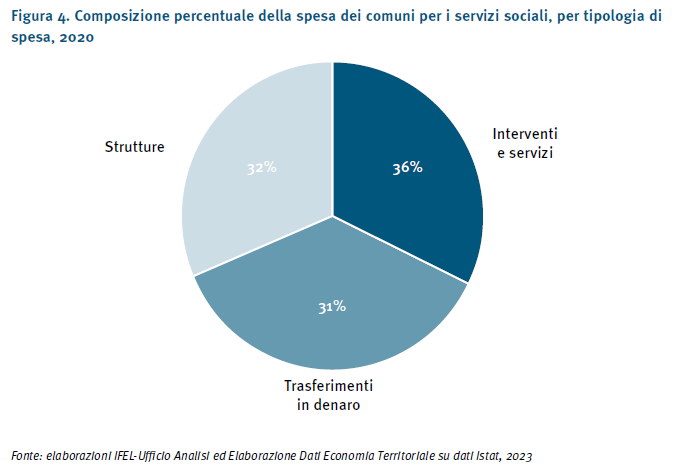 Figura 4. Composizione percentuale della spesa dei comuni per i servizi sociali, per tipologia di
spesa, 2020
Strutture
32%
36%
Interventi
e servizi
31%
Trasferimenti
in denaro
Fonte: elaborazioni IFEL-Ufficio Analisi ed Elaborazione Dati Economia Territoriale su dati Istat, 2023